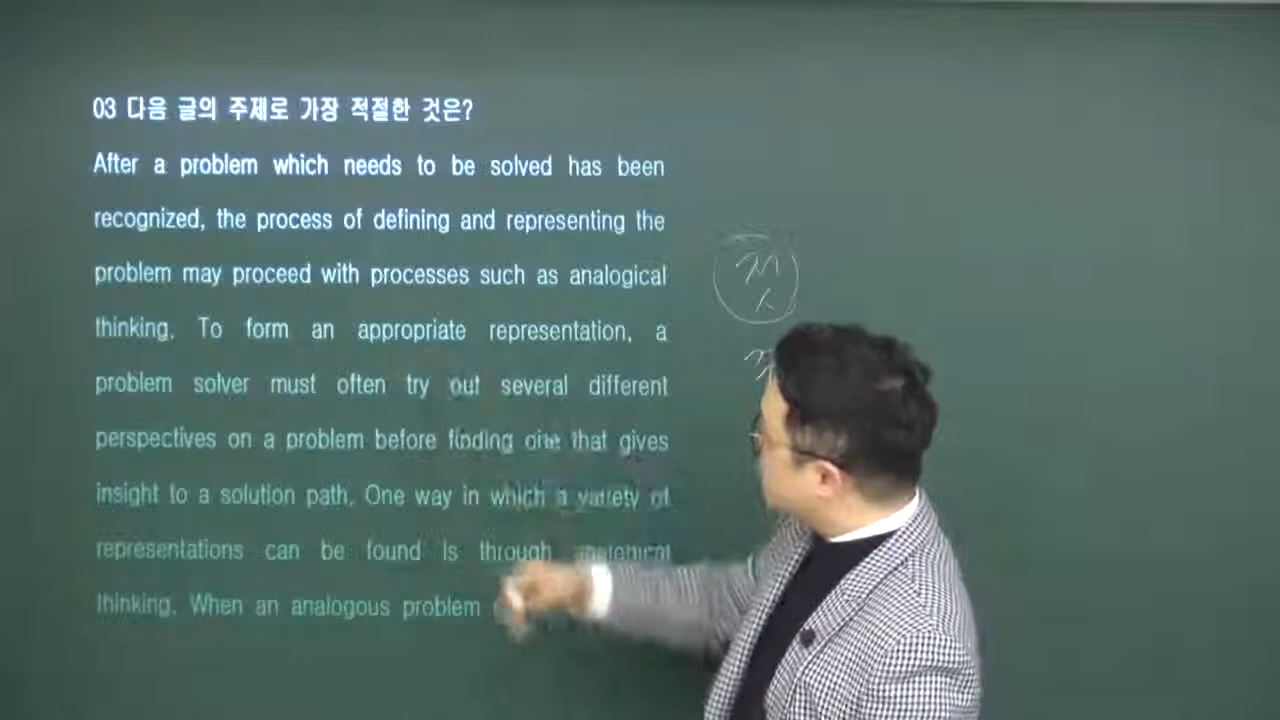 03 다음 글의 주제로 가장 적절한 것은?
After a problem which needs to be solved has been
recognized, the process of defining and representing the
problem may proceed with processes such as analogical
thinking. To form an appropriate representation, a
problem solver must often try out several different
perspectives on a problem before finding one that gives
insight to a solution path. One way in which a variety of
representations can be found is through analogical
thinking. When an analogous problem